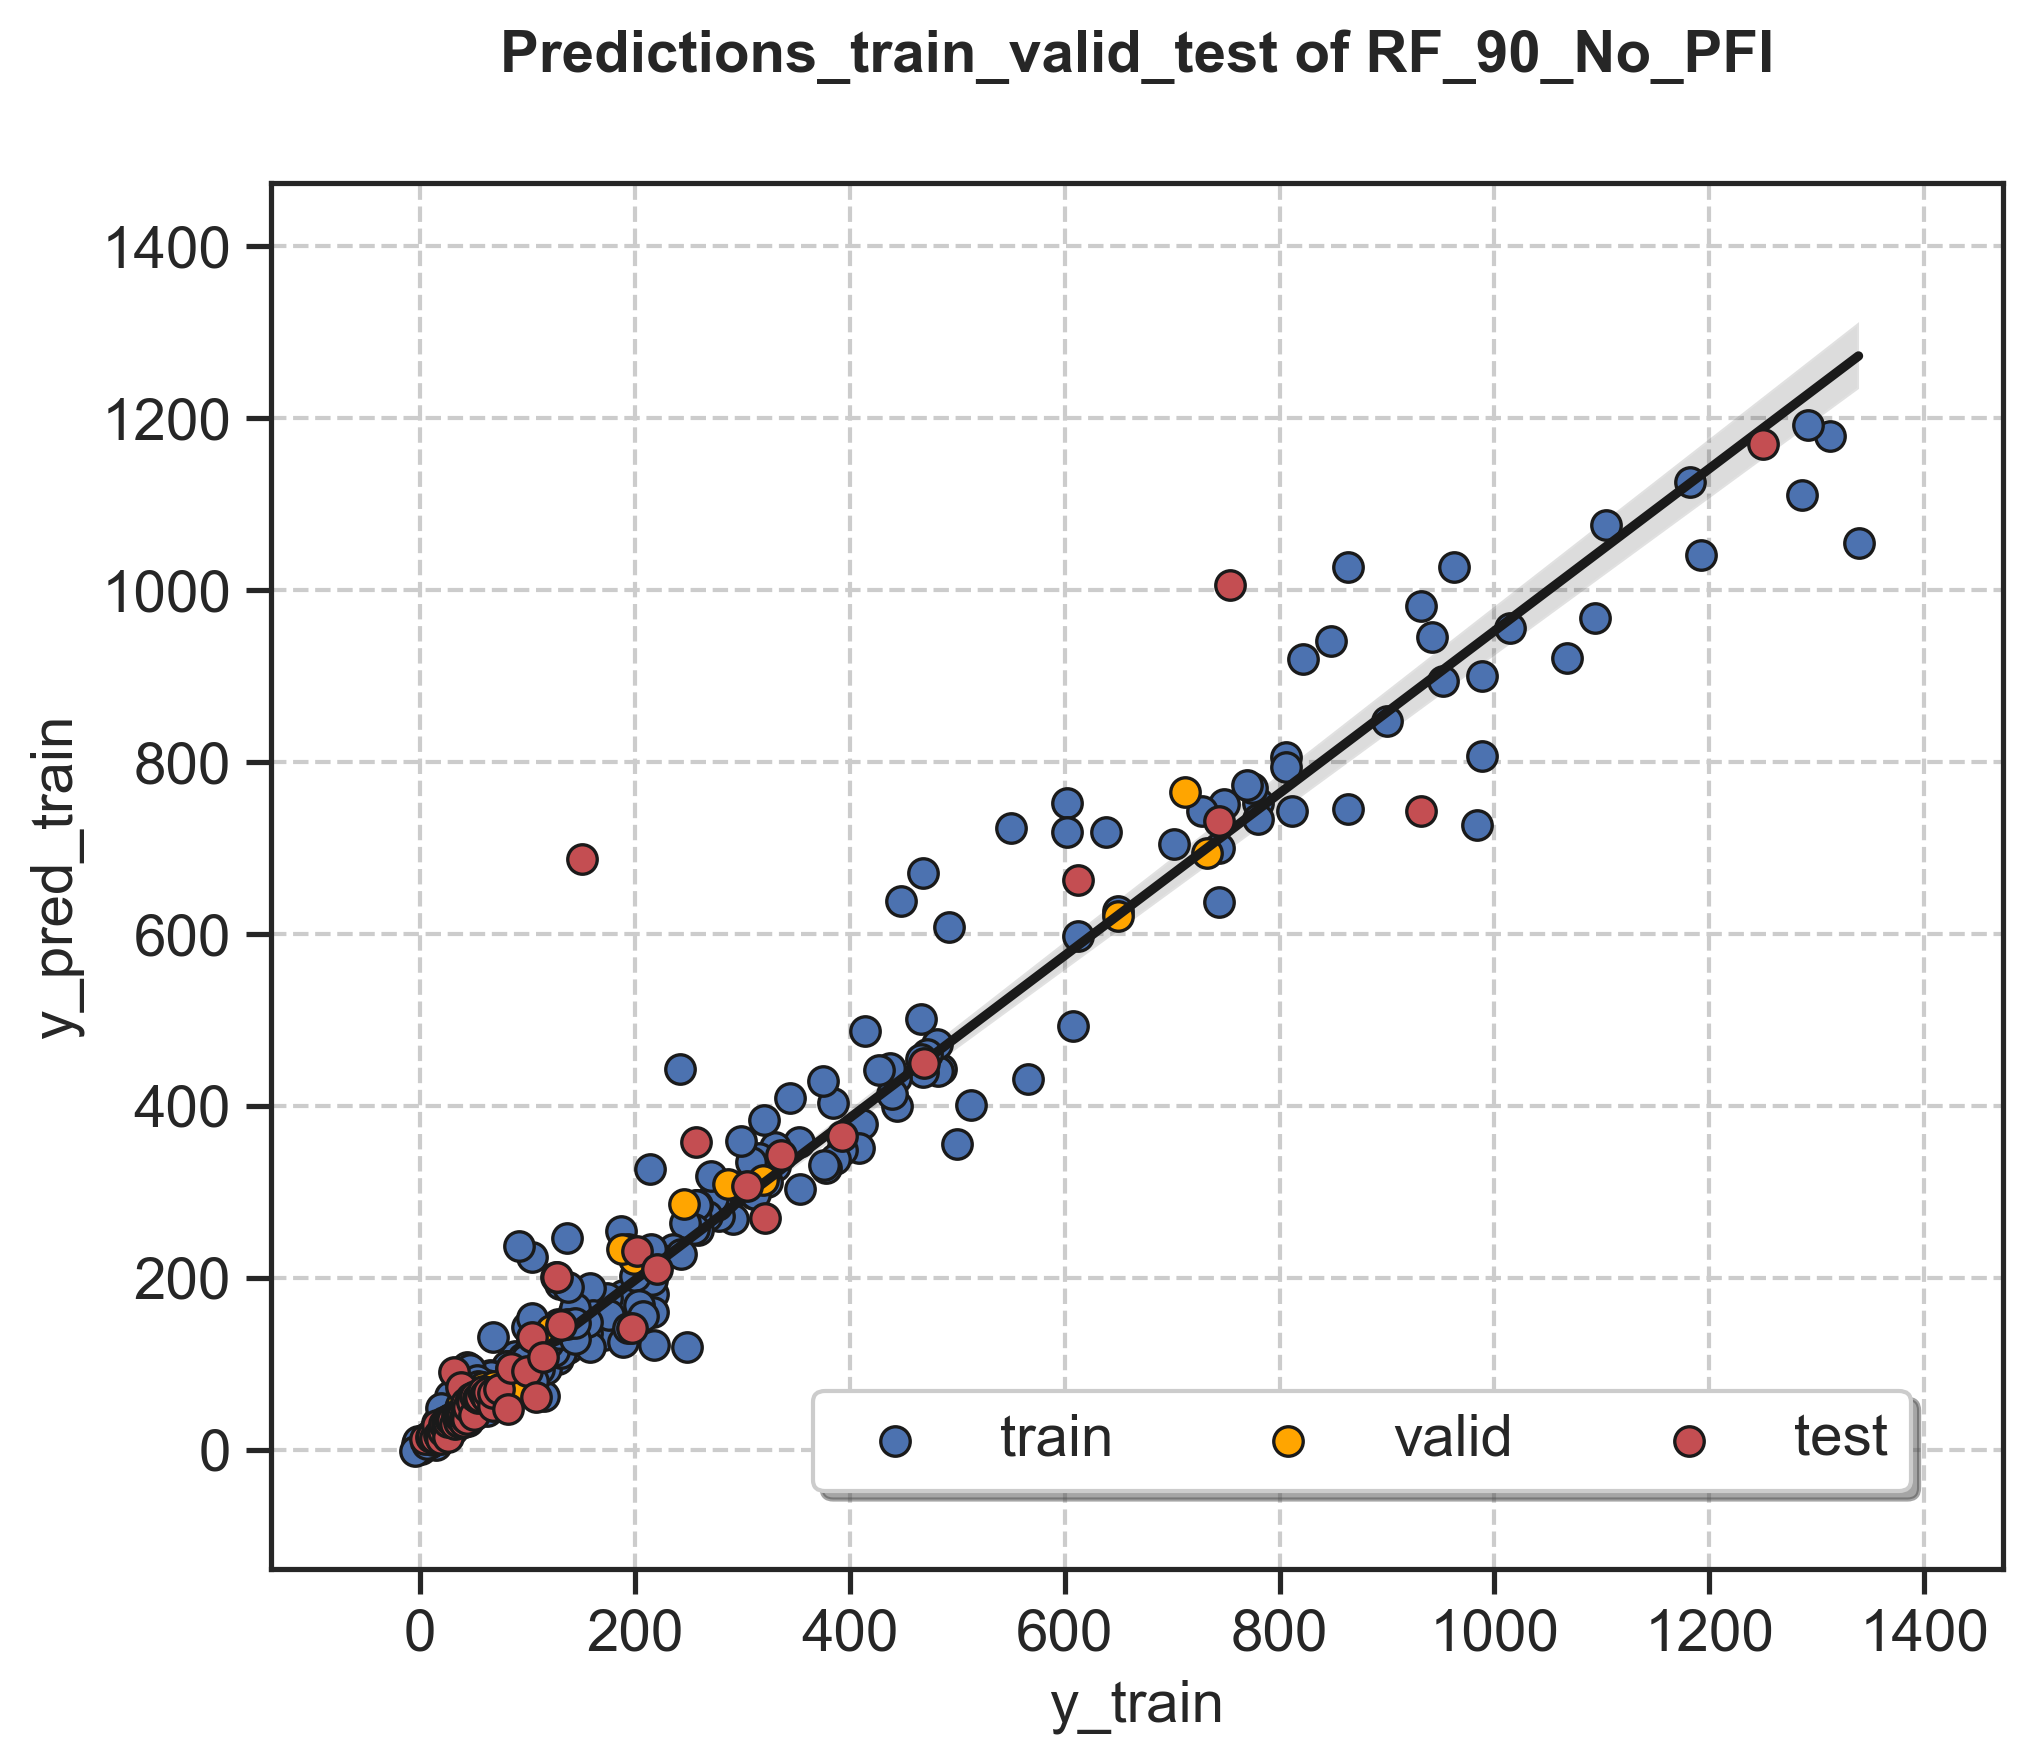 Predictions_train_valid_test of RF_90_No_PFI
1400
1200
1000
800
600
400
200
0
y_pred_train
train valid test
0 200 400 600 800 1000 1200 1400
y_train